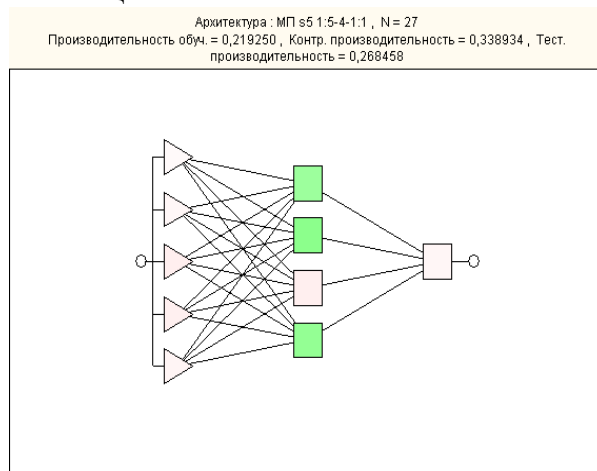 Архитектура : МП s5 1:5-4-1:1 , N = 27
Производительность обуч. = 0,219250 , Контр. производительность = 0,338934 , Тест.
производительность = 0,268458